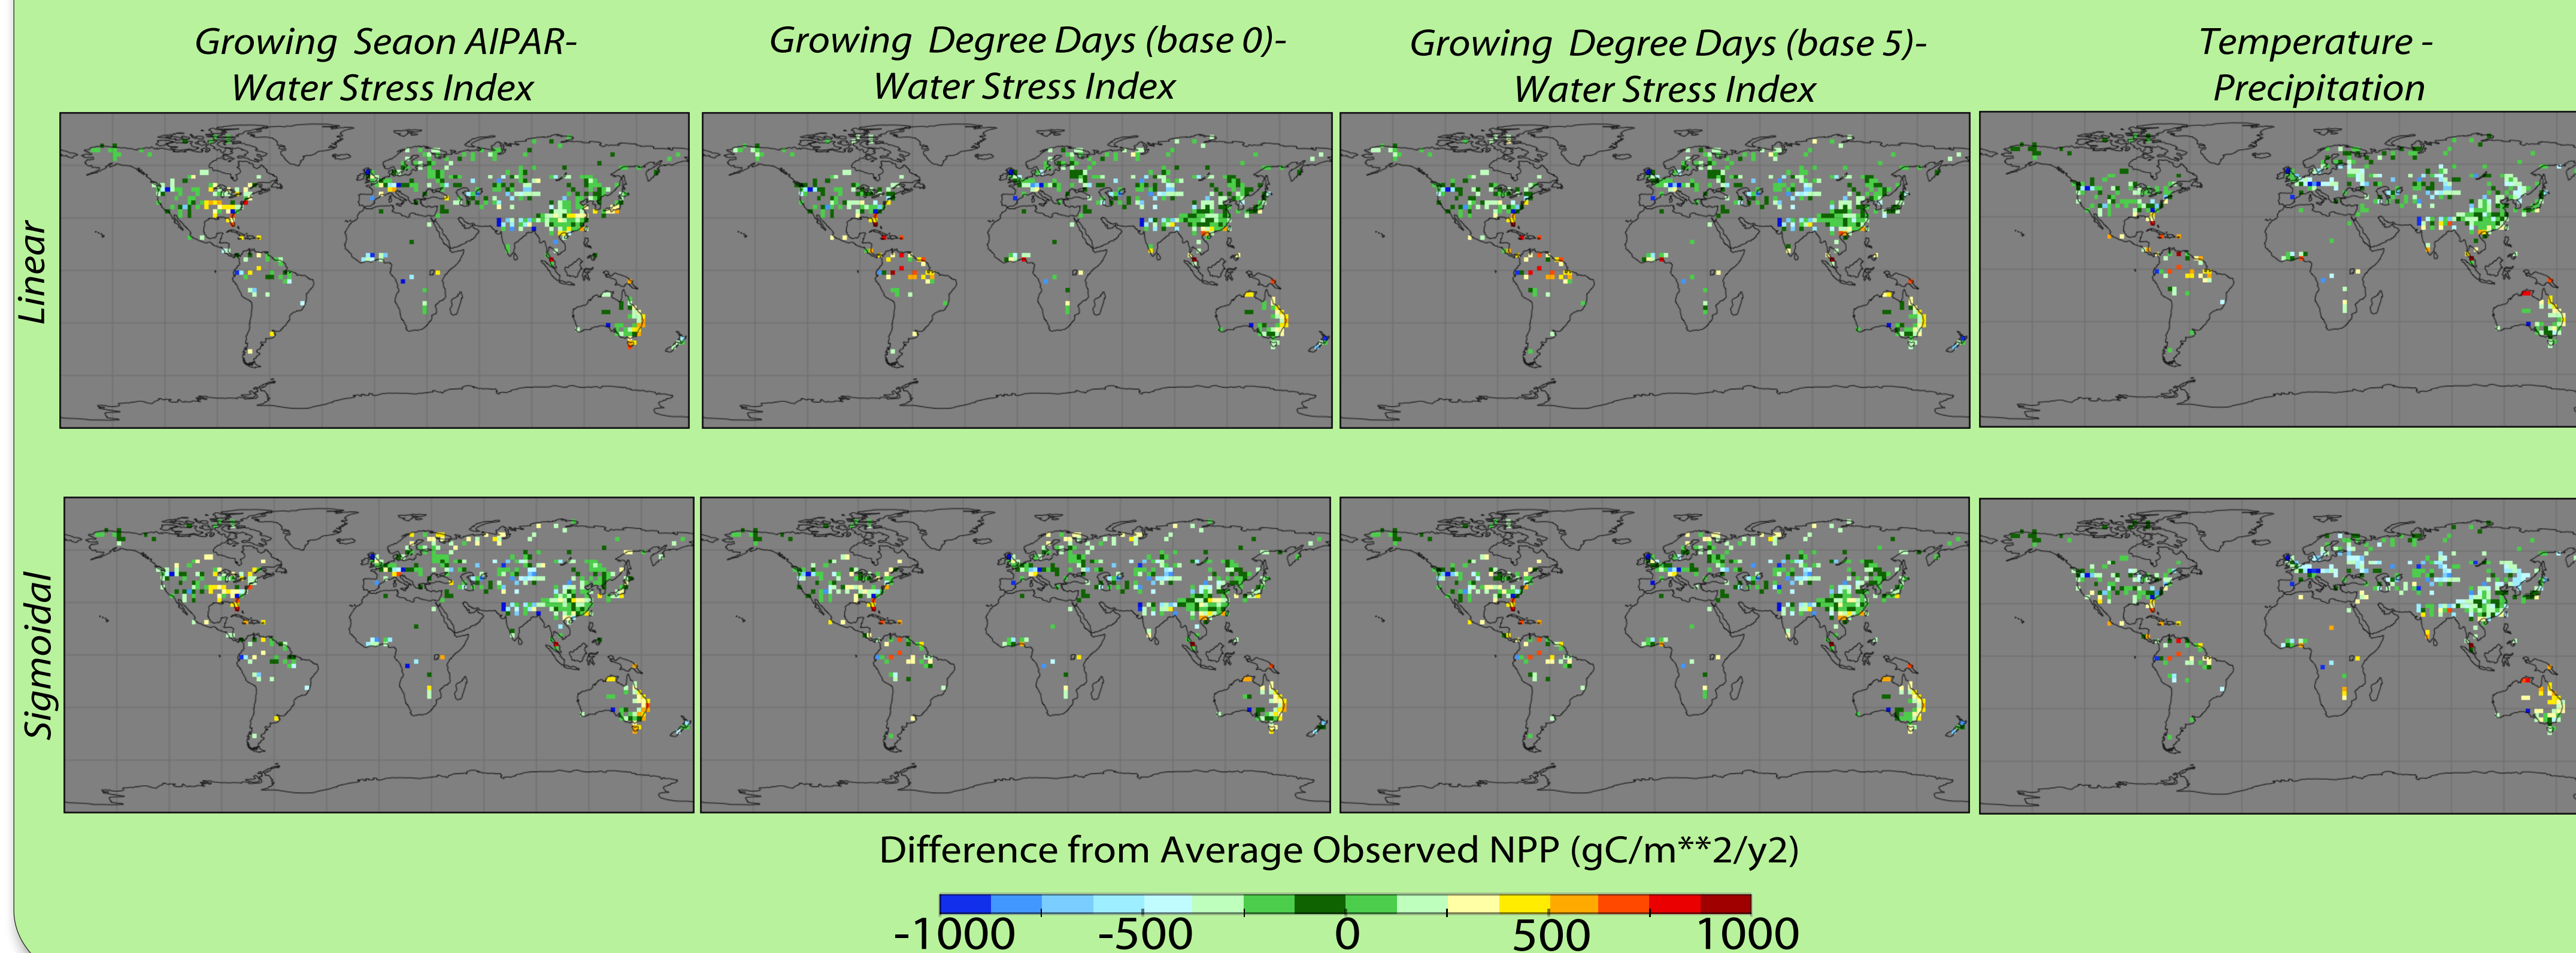 Growing Seaon AIPAR-
Water Stress Index
Growing Degree Days (base 0)-
Water Stress Index
Growing Degree Days (base 5)-
Water Stress Index
Temperature -
Precipitation
Linear
Sigmoidal
Difference from Average Observed NPP (gC/m**2/y2)
-1000 -500 0 500 1000